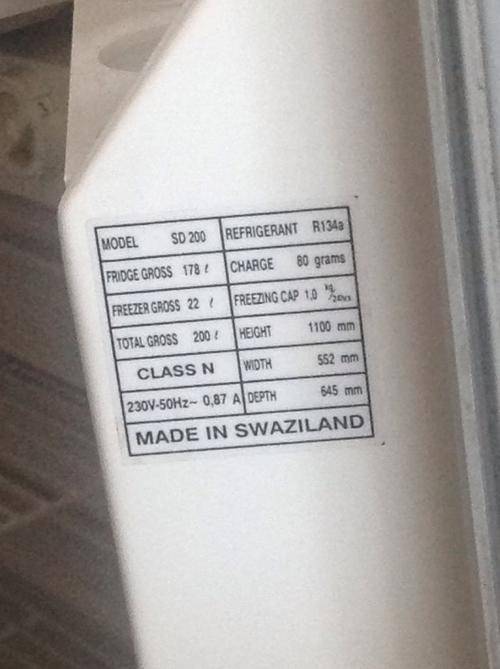 MODEL SD 200 REFRIGERANT R134a
FRIDGE GROSS 178 ℓ CHARGE 80 grams
FREEZER GROSS 22 ℓ FREEZING CAP 1,0 kg/24hrs
TOTAL GROSS 200 ℓ HEIGHT 1100 mm
CLASS N WIDTH 552 mm
230V-50Hz~ 0,87 A DEPTH 645 mm
MADE IN SWAZILAND